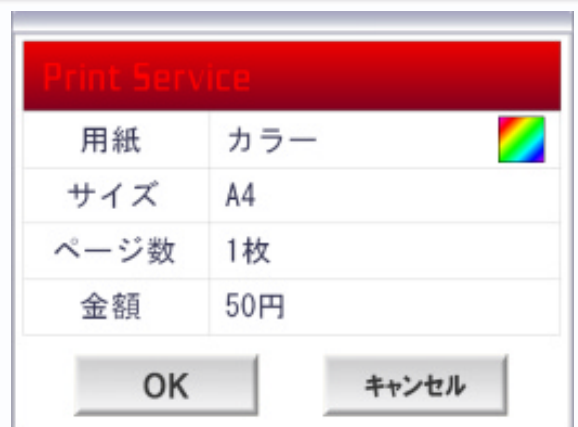 Print Service
用紙 カラー
サイズ A4
ページ数 1枚
金額 50円
OK キャンセル